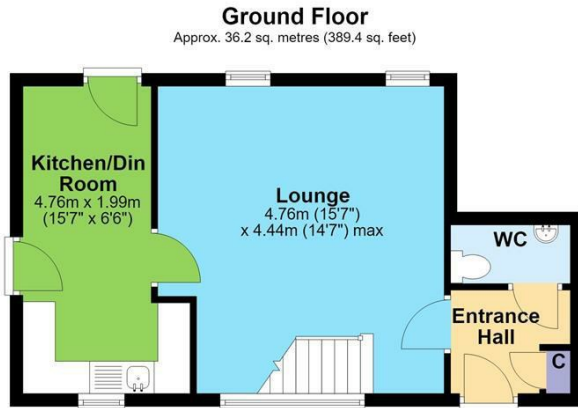 Ground Floor
Approx. 36.2 sq. metres (389.4 sq. feet)
Kitchen/Din
Room
4.76m x 1.99m
(15'7" x 6'6")
Lounge
4.76m (15'7")
x 4.44m (14'7") max
WC
Entrance
Hall
C